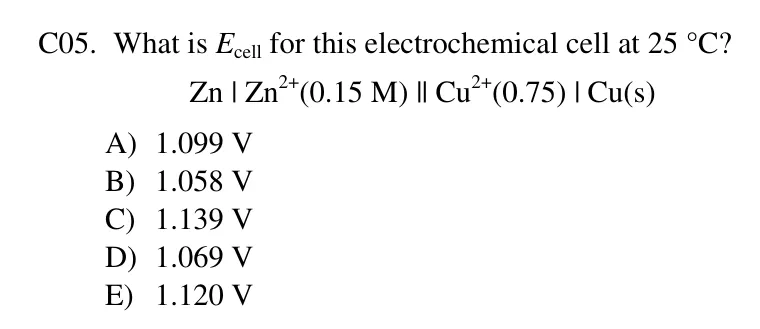 C05. What is Ecell for this electrochemical cell at 25 °C?
Zn | Zn²⁺(0.15 M) || Cu²⁺(0.75) | Cu(s)
A) 1.099 V
B) 1.058 V
C) 1.139 V
D) 1.069 V
E) 1.120 V